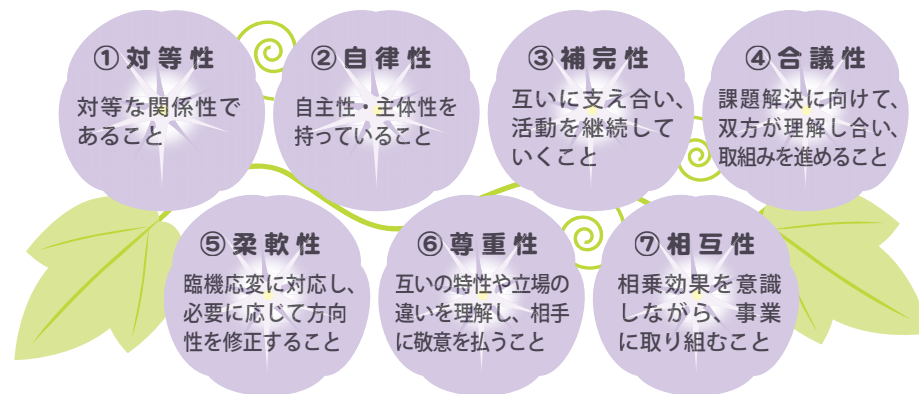 ①対等性
対等な関係性で
あること
②自律性
自主性・主体性を
持っていること
③補完性
互いに支え合い、
活動を継続して
いくこと
④合議性
課題解決に向けて、
双方が理解し合い、
取組みを進めること
⑤柔軟性
臨機応変に対応し、
必要に応じて方向
性を修正すること
⑥尊重性
互いの特性や立場の
違いを理解し、相手
に敬意を払うこと
⑦相互性
相乗効果を意識
しながら、事業
に取り組むこと